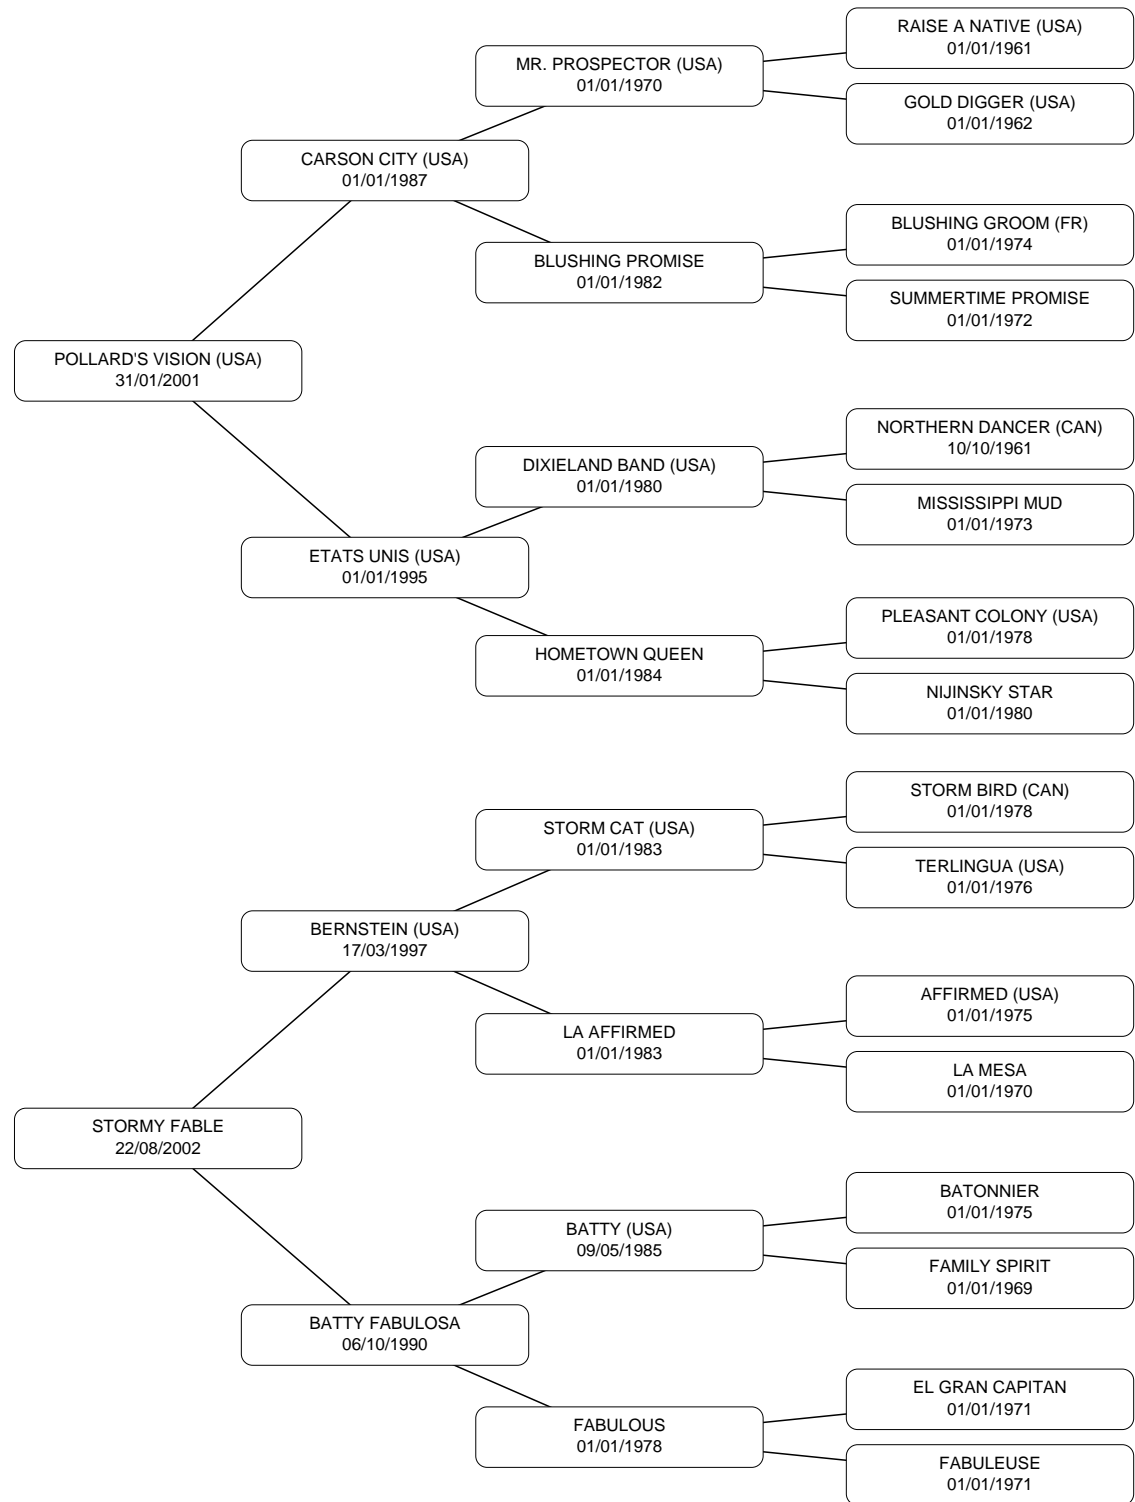 RAISE A NATIVE (USA)
01/01/1961
MR. PROSPECTOR (USA)
01/01/1970
GOLD DIGGER (USA)
01/01/1962
CARSON CITY (USA)
01/01/1987
BLUSHING GROOM (FR)
01/01/1974
BLUSHING PROMISE
01/01/1982
SUMMERTIME PROMISE
01/01/1972
POLLARD'S VISION (USA)
31/01/2001
NORTHERN DANCER (CAN)
10/10/1961
DIXIELAND BAND (USA)
01/01/1980
MISSISSIPPI MUD
01/01/1973
ETATS UNIS (USA)
01/01/1995
PLEASANT COLONY (USA)
01/01/1978
HOMETOWN QUEEN
01/01/1984
NIJINSKY STAR
01/01/1980
STORM BIRD (CAN)
01/01/1978
STORM CAT (USA)
01/01/1983
TERLINGUA (USA)
01/01/1976
BERNSTEIN (USA)
17/03/1997
AFFIRMED (USA)
01/01/1975
LA AFFIRMED
01/01/1983
LA MESA
01/01/1970
STORMY FABLE
22/08/2002
BATONNIER
01/01/1975
BATTY (USA)
09/05/1985
FAMILY SPIRIT
01/01/1969
BATTY FABULOSA
06/10/1990
EL GRAN CAPITAN
01/01/1971
FABULOUS
01/01/1978
FABULEUSE
01/01/1971